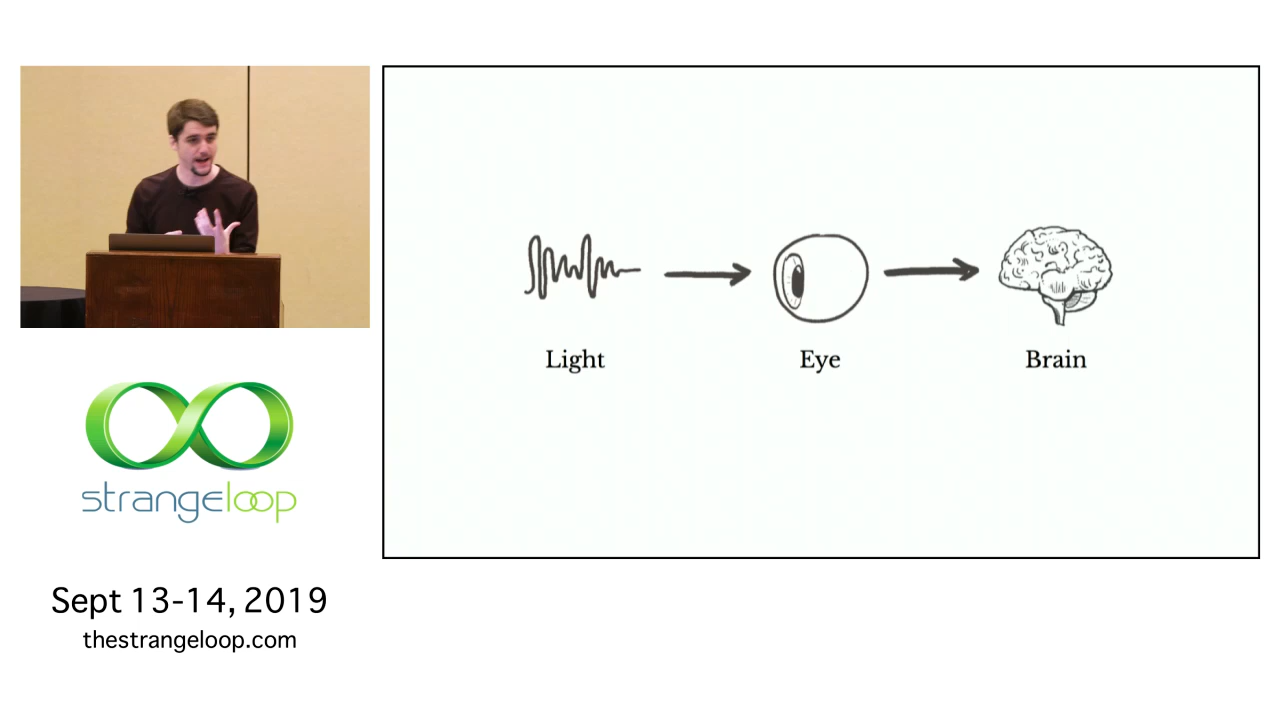 Light
Eye
Brain
strangeloop
Sept 13-14, 2019
thestrangeloop.com